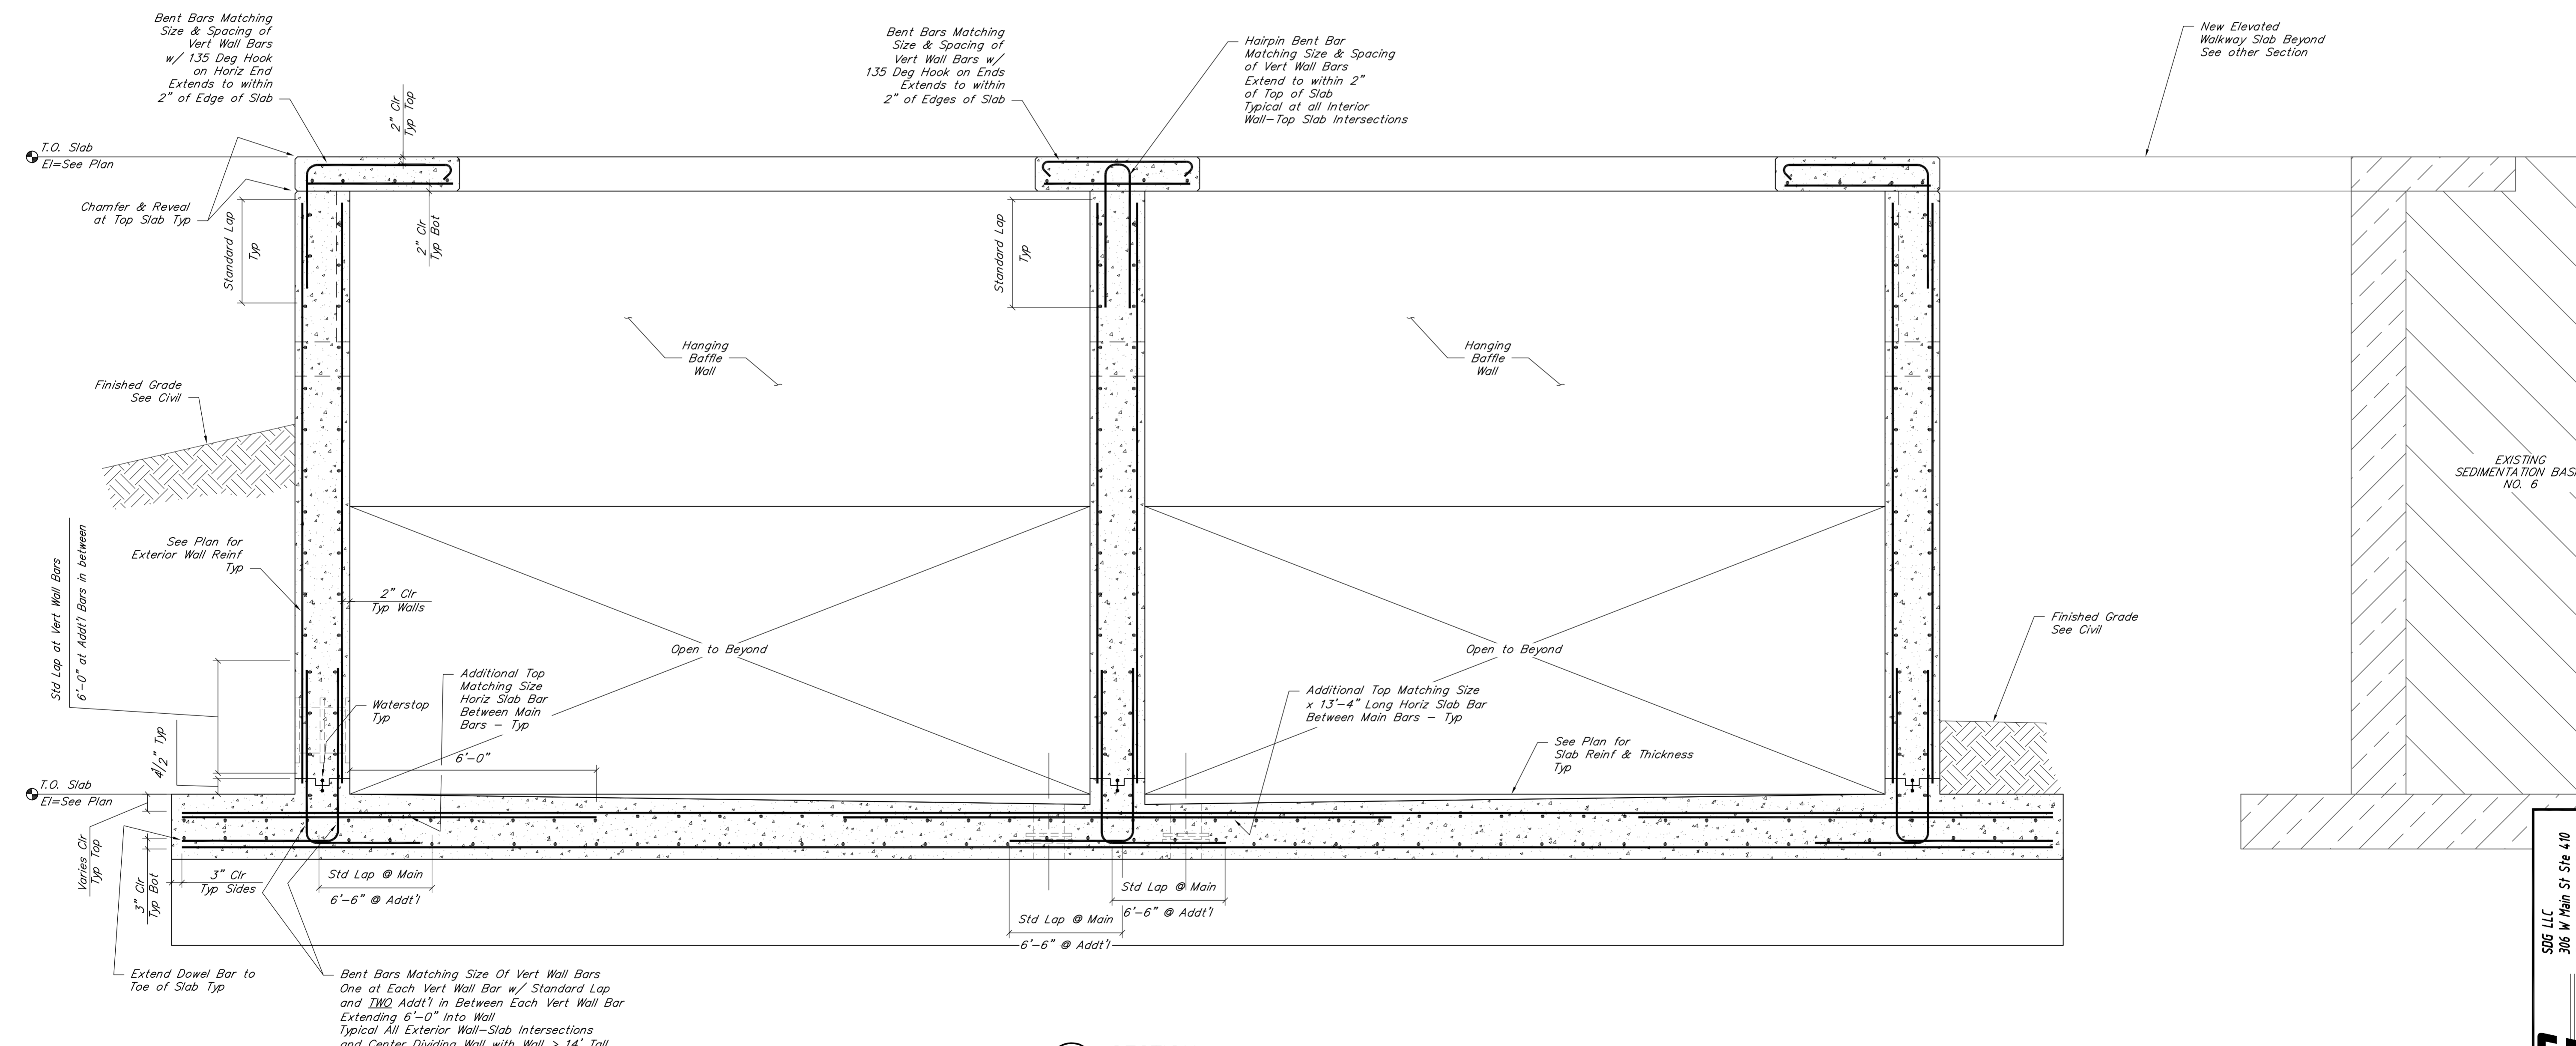 Bent Bars Matching
Size & Spacing of
Vert Wall Bars
w/ 135 Deg Hook
on Horiz End
Extends to within
2" of Edge of Slab
2" Clr
Typ Top
Bent Bars Matching
Size & Spacing of
Vert Wall Bars w/
135 Deg Hook on Ends
Extends to within
2" of Edges of Slab
Hairpin Bent Bar
Matching Size & Spacing
of Vert Wall Bars
Extend to within 2"
of Top of Slab
Typical at all Interior
Wall-Top Slab Intersections
New Elevated
Walkway Slab Beyond
See other Section
T.O. Slab
El=See Plan
Chamfer & Reveal
at Top Slab Typ
Standard Lap
Typ
2" Clr
Typ Bot
Standard Lap
Typ
Hanging
Baffle
Wall
Hanging
Baffle
Wall
Finished Grade
See Civil
EXISTING
SEDIMENTATION BAS
NO. 6
See Plan for
Exterior Wall Reinf
Typ
Std Lap at Vert Wall Bars
6'-0" at Addt'l Bars in between
2" Clr
Typ Walls
Open to Beyond
Open to Beyond
Finished Grade
See Civil
Additional Top
Matching Size
Horiz Slab Bar
Between Main
Bars - Typ
Waterstop
Typ
6'-0"
Additional Top Matching Size
x 13'-4" Long Horiz Slab Bar
Between Main Bars - Typ
See Plan for
Slab Reinf & Thickness
Typ
4 1/2" Typ
T.O. Slab
El=See Plan
Varies Clr
Typ Top
3" Clr
Typ Bot
3" Clr
Typ Sides
Std Lap @ Main
6'-6" @ Addt'l
Std Lap @ Main
6'-6" @ Addt'l
Std Lap @ Main
6'-6" @ Addt'l
Extend Dowel Bar to
Toe of Slab Typ
Bent Bars Matching Size Of Vert Wall Bars
One at Each Vert Wall Bar w/ Standard Lap
and TWO Addt'l in Between Each Vert Wall Bar
Extending 6'-0" Into Wall
Typical All Exterior Wall-Slab Intersections
and Center Dividing Wall with Wall > 14' Tall
SDG LLC
306 W Main St Ste 410